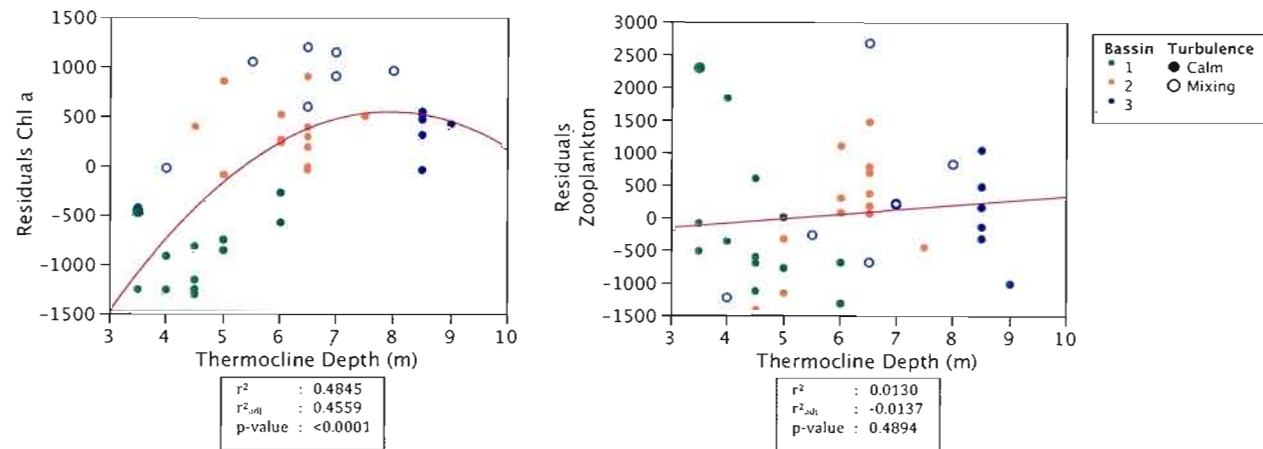 1500
1000
500
0
-500
-1000
-1500
Residuals Chl a
3 4 5 6 7 8 9 10
Thermocline Depth (m)
r² : 0.4845
r²adj : 0.4559
p-value : <0.0001
3000
2500
2000
1500
1000
500
0
-500
-1000
-1500
Residuals
Zooplankton
3 4 5 6 7 8 9 10
Thermocline Depth (m)
r² : 0.0130
r²adj : -0.0137
p-value : 0.4894
Bassin Turbulence
1 Calm
2 Mixing
3